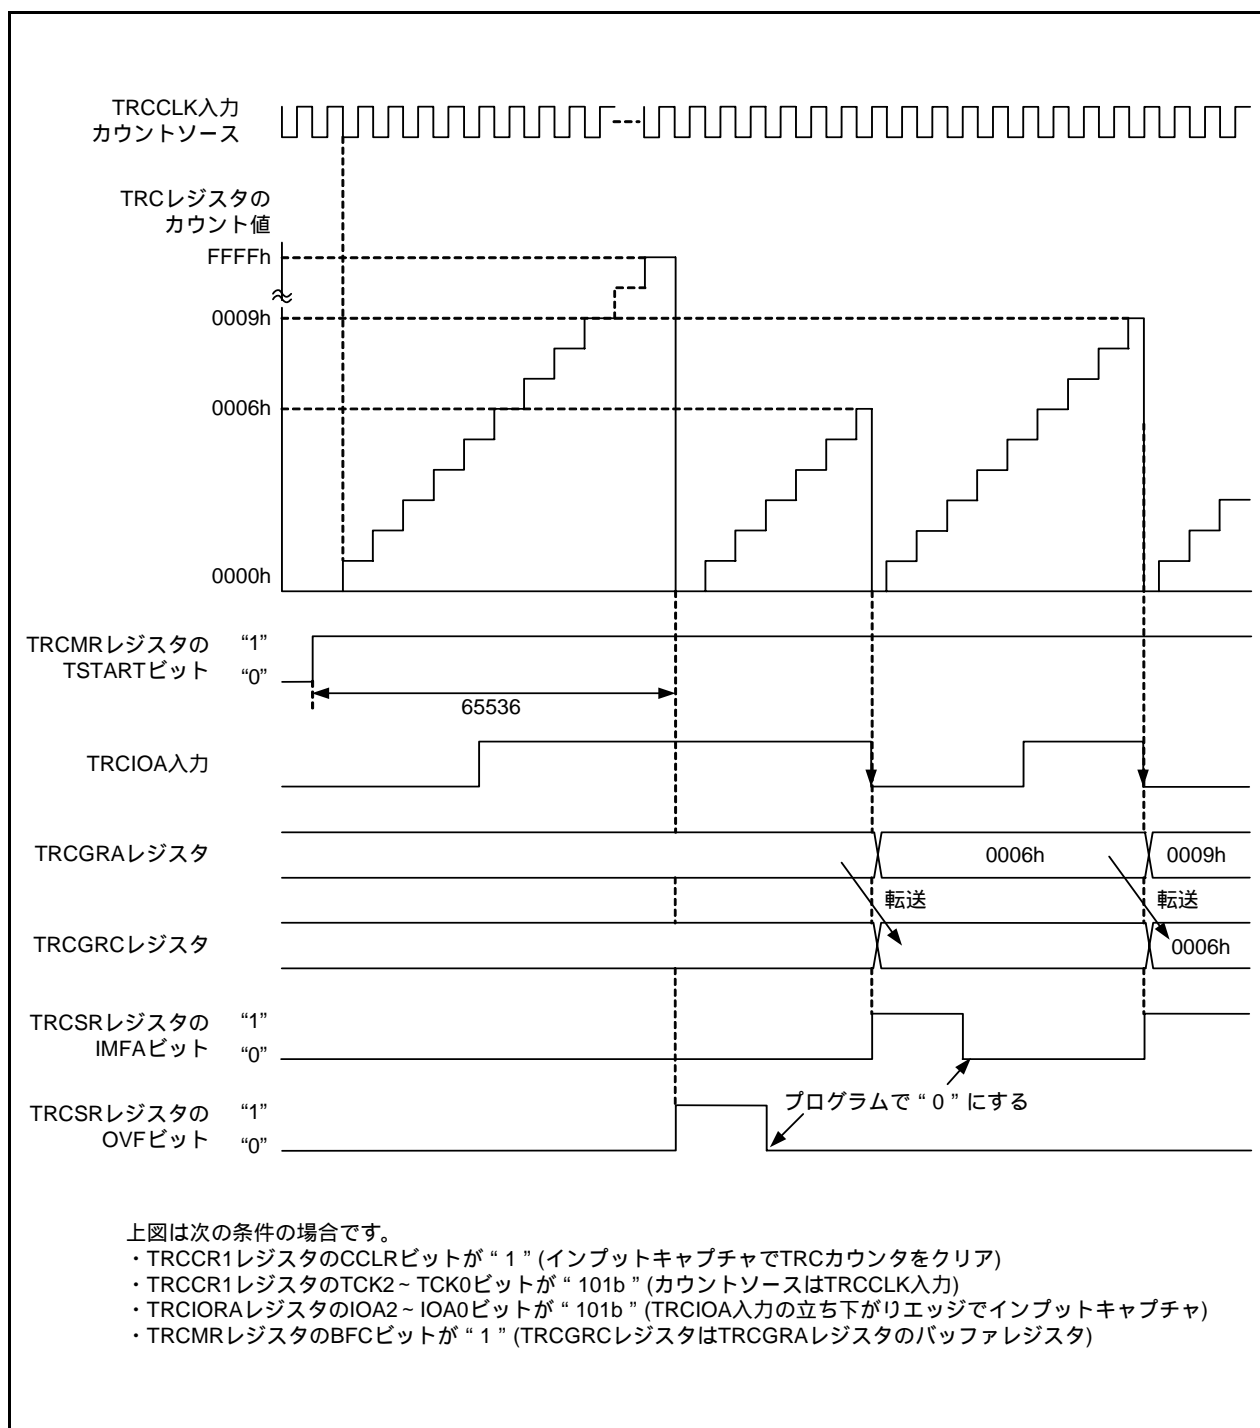 TRCCLK入力
カウントソース
TRCレジスタの
カウント値
FFFFh
0009h
0006h
0000h
TRCMRレジスタの “1”
TSTARTビット “0”
65536
TRCIOA入力
TRCGRAレジスタ 0006h 0009h
転送 転送
TRCGRCレジスタ 0006h
TRCSRレジスタの “1”
IMFAビット “0”
プログラムで“0”にする
TRCSRレジスタの “1”
OVFビット “0”
上図は次の条件の場合です。
・TRCCR1レジスタのCCLRビットが“1”(インプットキャプチャでTRCカウンタをクリア)
・TRCCR1レジスタのTCK2~TCK0ビットが“101b”(カウントソースはTRCCLK入力)
・TRCIORAレジスタのIOA2~IOA0ビットが“101b”(TRCIOA入力の立ち下がりエッジでインプットキャプチャ)
・TRCMRレジスタのBFCビットが“1”(TRCGRCレジスタはTRCGRAレジスタのバッファレジスタ)